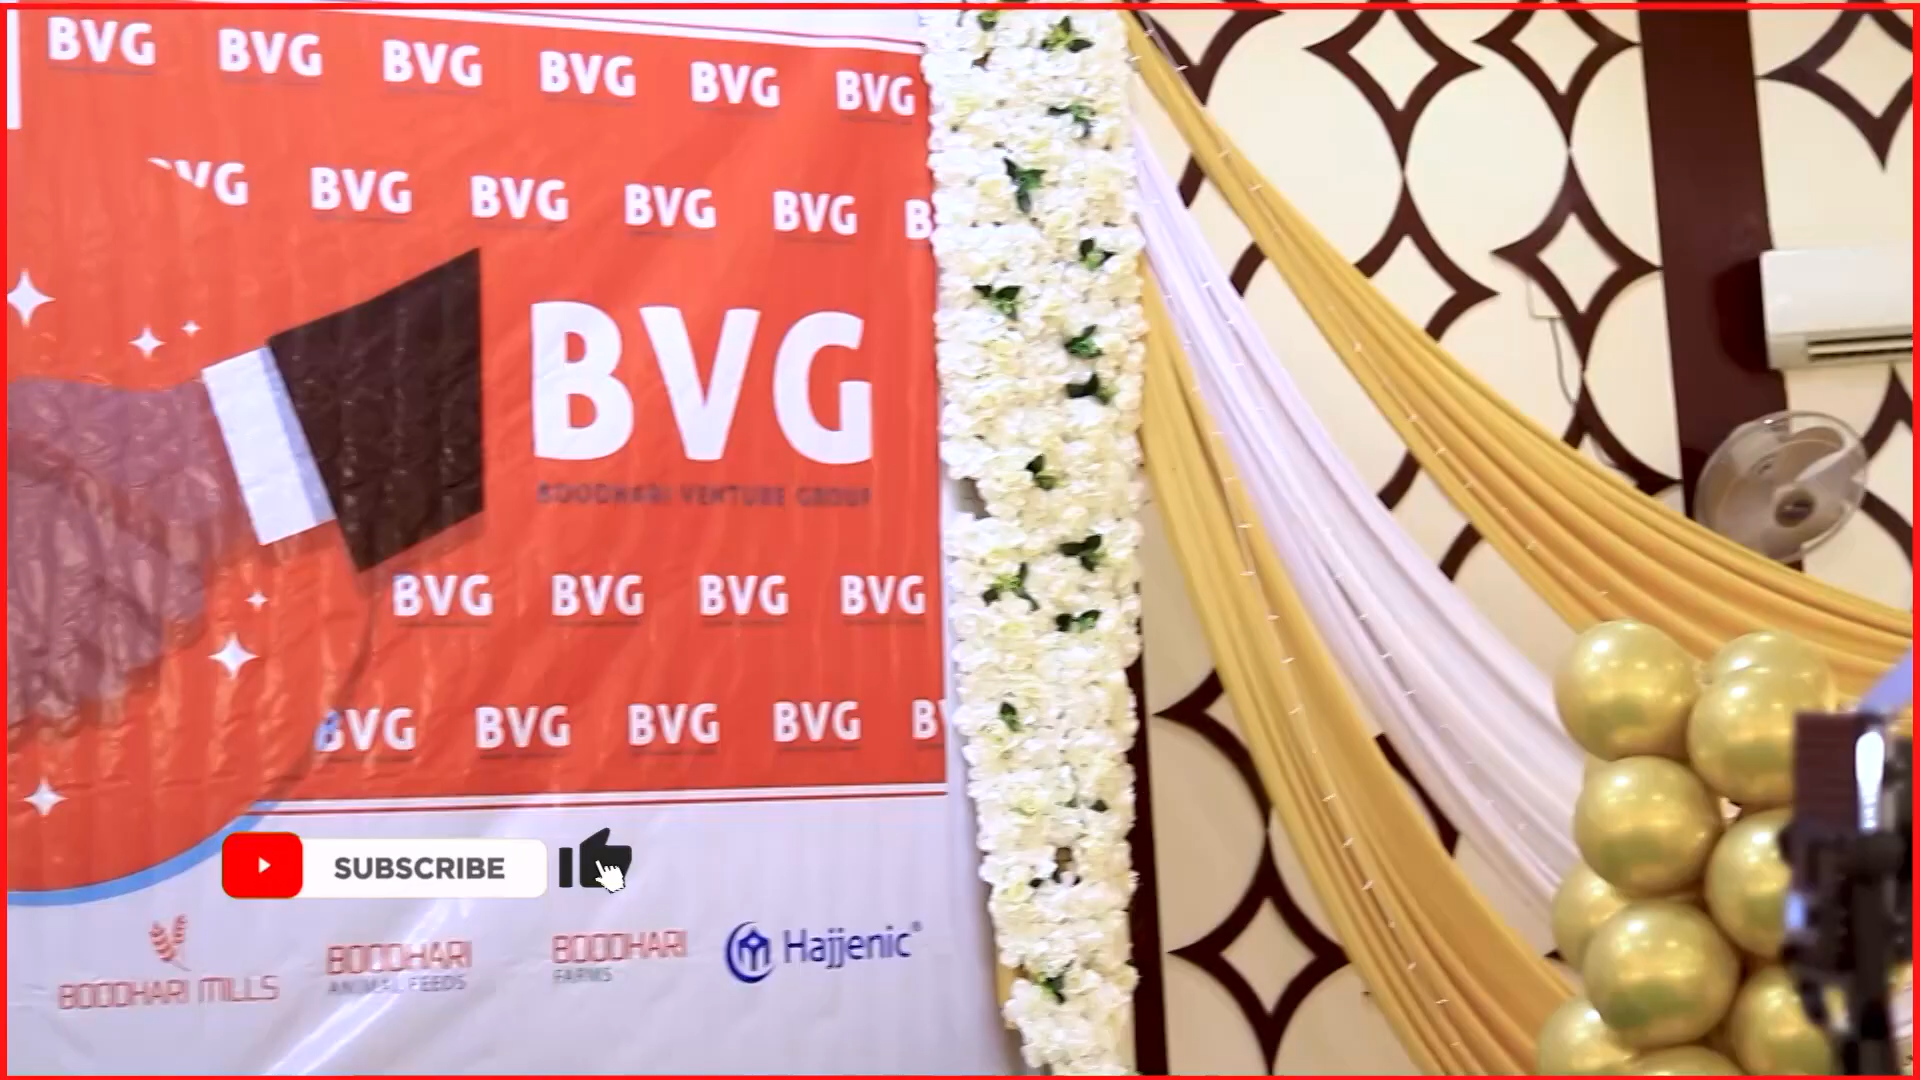 BVG BVG BVG BVG BVG BVG
BVG BVG BVG BVG BVG B
BVG
BOODHARI VENTURE GROUP
BVG BVG BVG BVG
BVG BVG BVG BVG BV
SUBSCRIBE
BOODHARI MILLS
BOODHARI
ANIMAL FEEDS
BOODHARI
FARMS
Hajjenic®